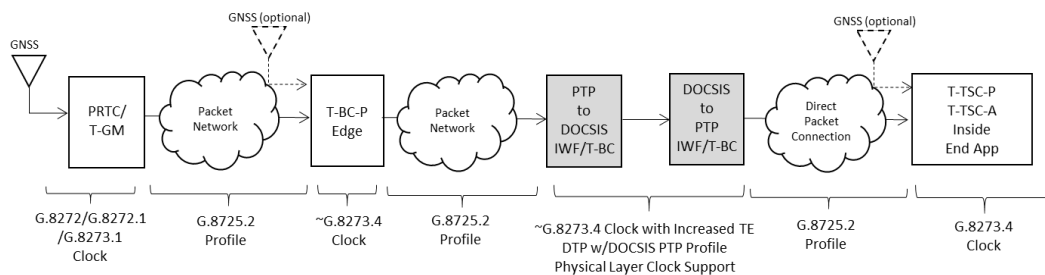 GNSS
PRTC/
T-GM
Packet
Network
GNSS (optional)
T-BC-P
Edge
Packet
Network
PTP
to
DOCSIS
IWF/T-BC
DOCSIS
to
PTP
IWF/T-BC
Direct
Packet
Connection
GNSS (optional)
T-TSC-P
T-TSC-A
Inside
End App
G.8272/G.8272.1
/G.8273.1
Clock
G.8725.2
Profile
~G.8273.4
Clock
G.8725.2
Profile
~G.8273.4 Clock with Increased TE
DTP w/DOCSIS PTP Profile
Physical Layer Clock Support
G.8725.2
Profile
G.8273.4
Clock